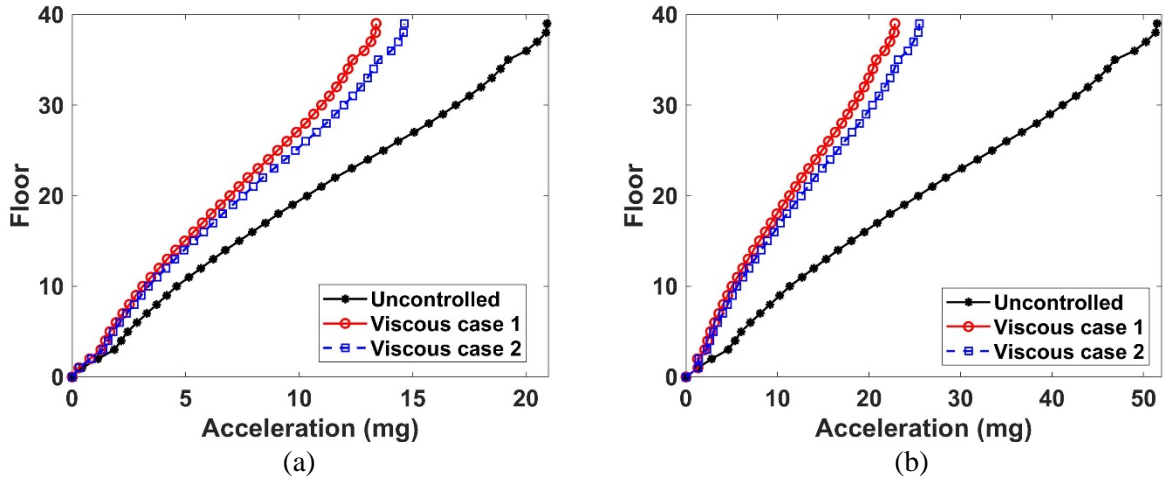 40
30
20
10
0
Floor
0 5 10 15 20
Acceleration (mg)
Uncontrolled
Viscous case 1
Viscous case 2
(a)
40
30
20
10
0
Floor
0 10 20 30 40 50
Acceleration (mg)
Uncontrolled
Viscous case 1
Viscous case 2
(b)